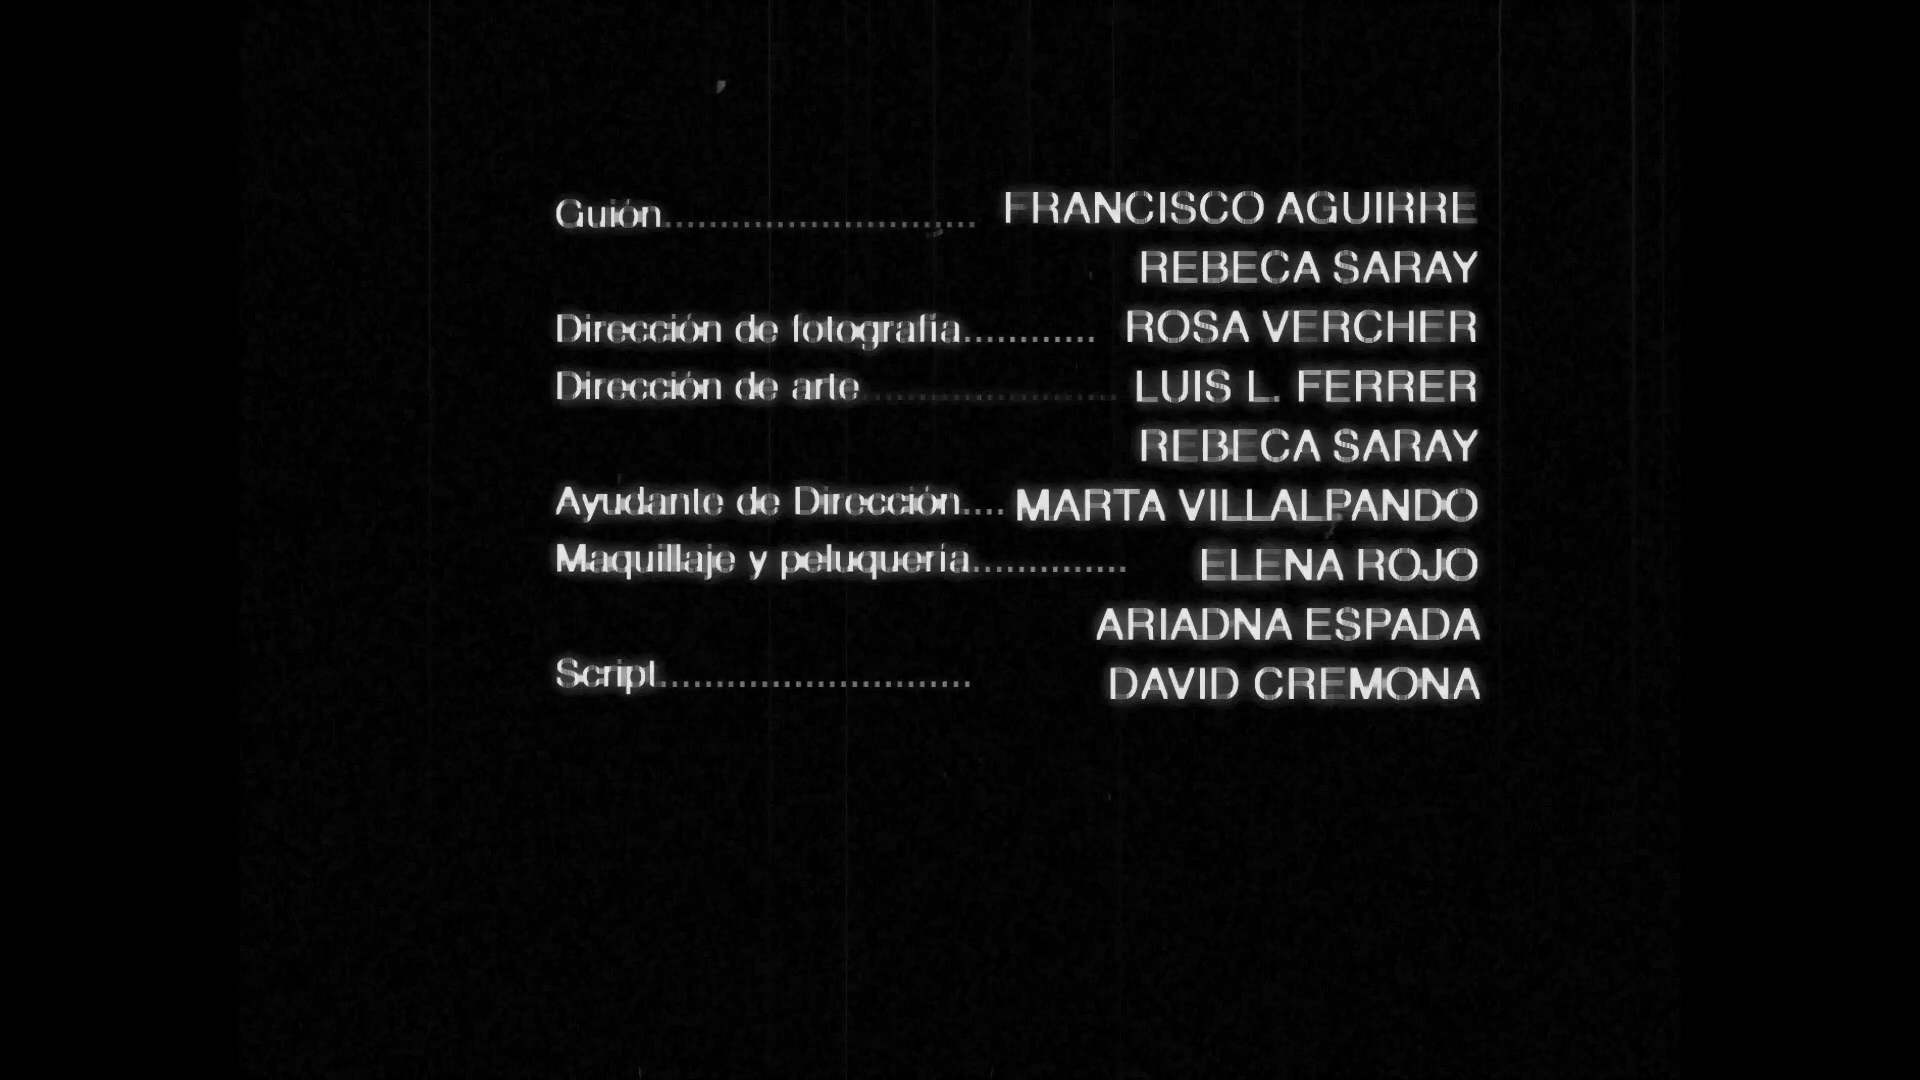 Guión............................ FRANCISCO AGUIRRE
REBECA SARAY
Dirección de fotografía............ ROSA VERCHER
Dirección de arte....................... LUIS L. FERRER
REBECA SARAY
Ayudante de Dirección.... MARTA VILLALPANDO
Maquillaje y peluquería.............. ELENA ROJO
ARIADNA ESPADA
Script............................ DAVID CREMONA